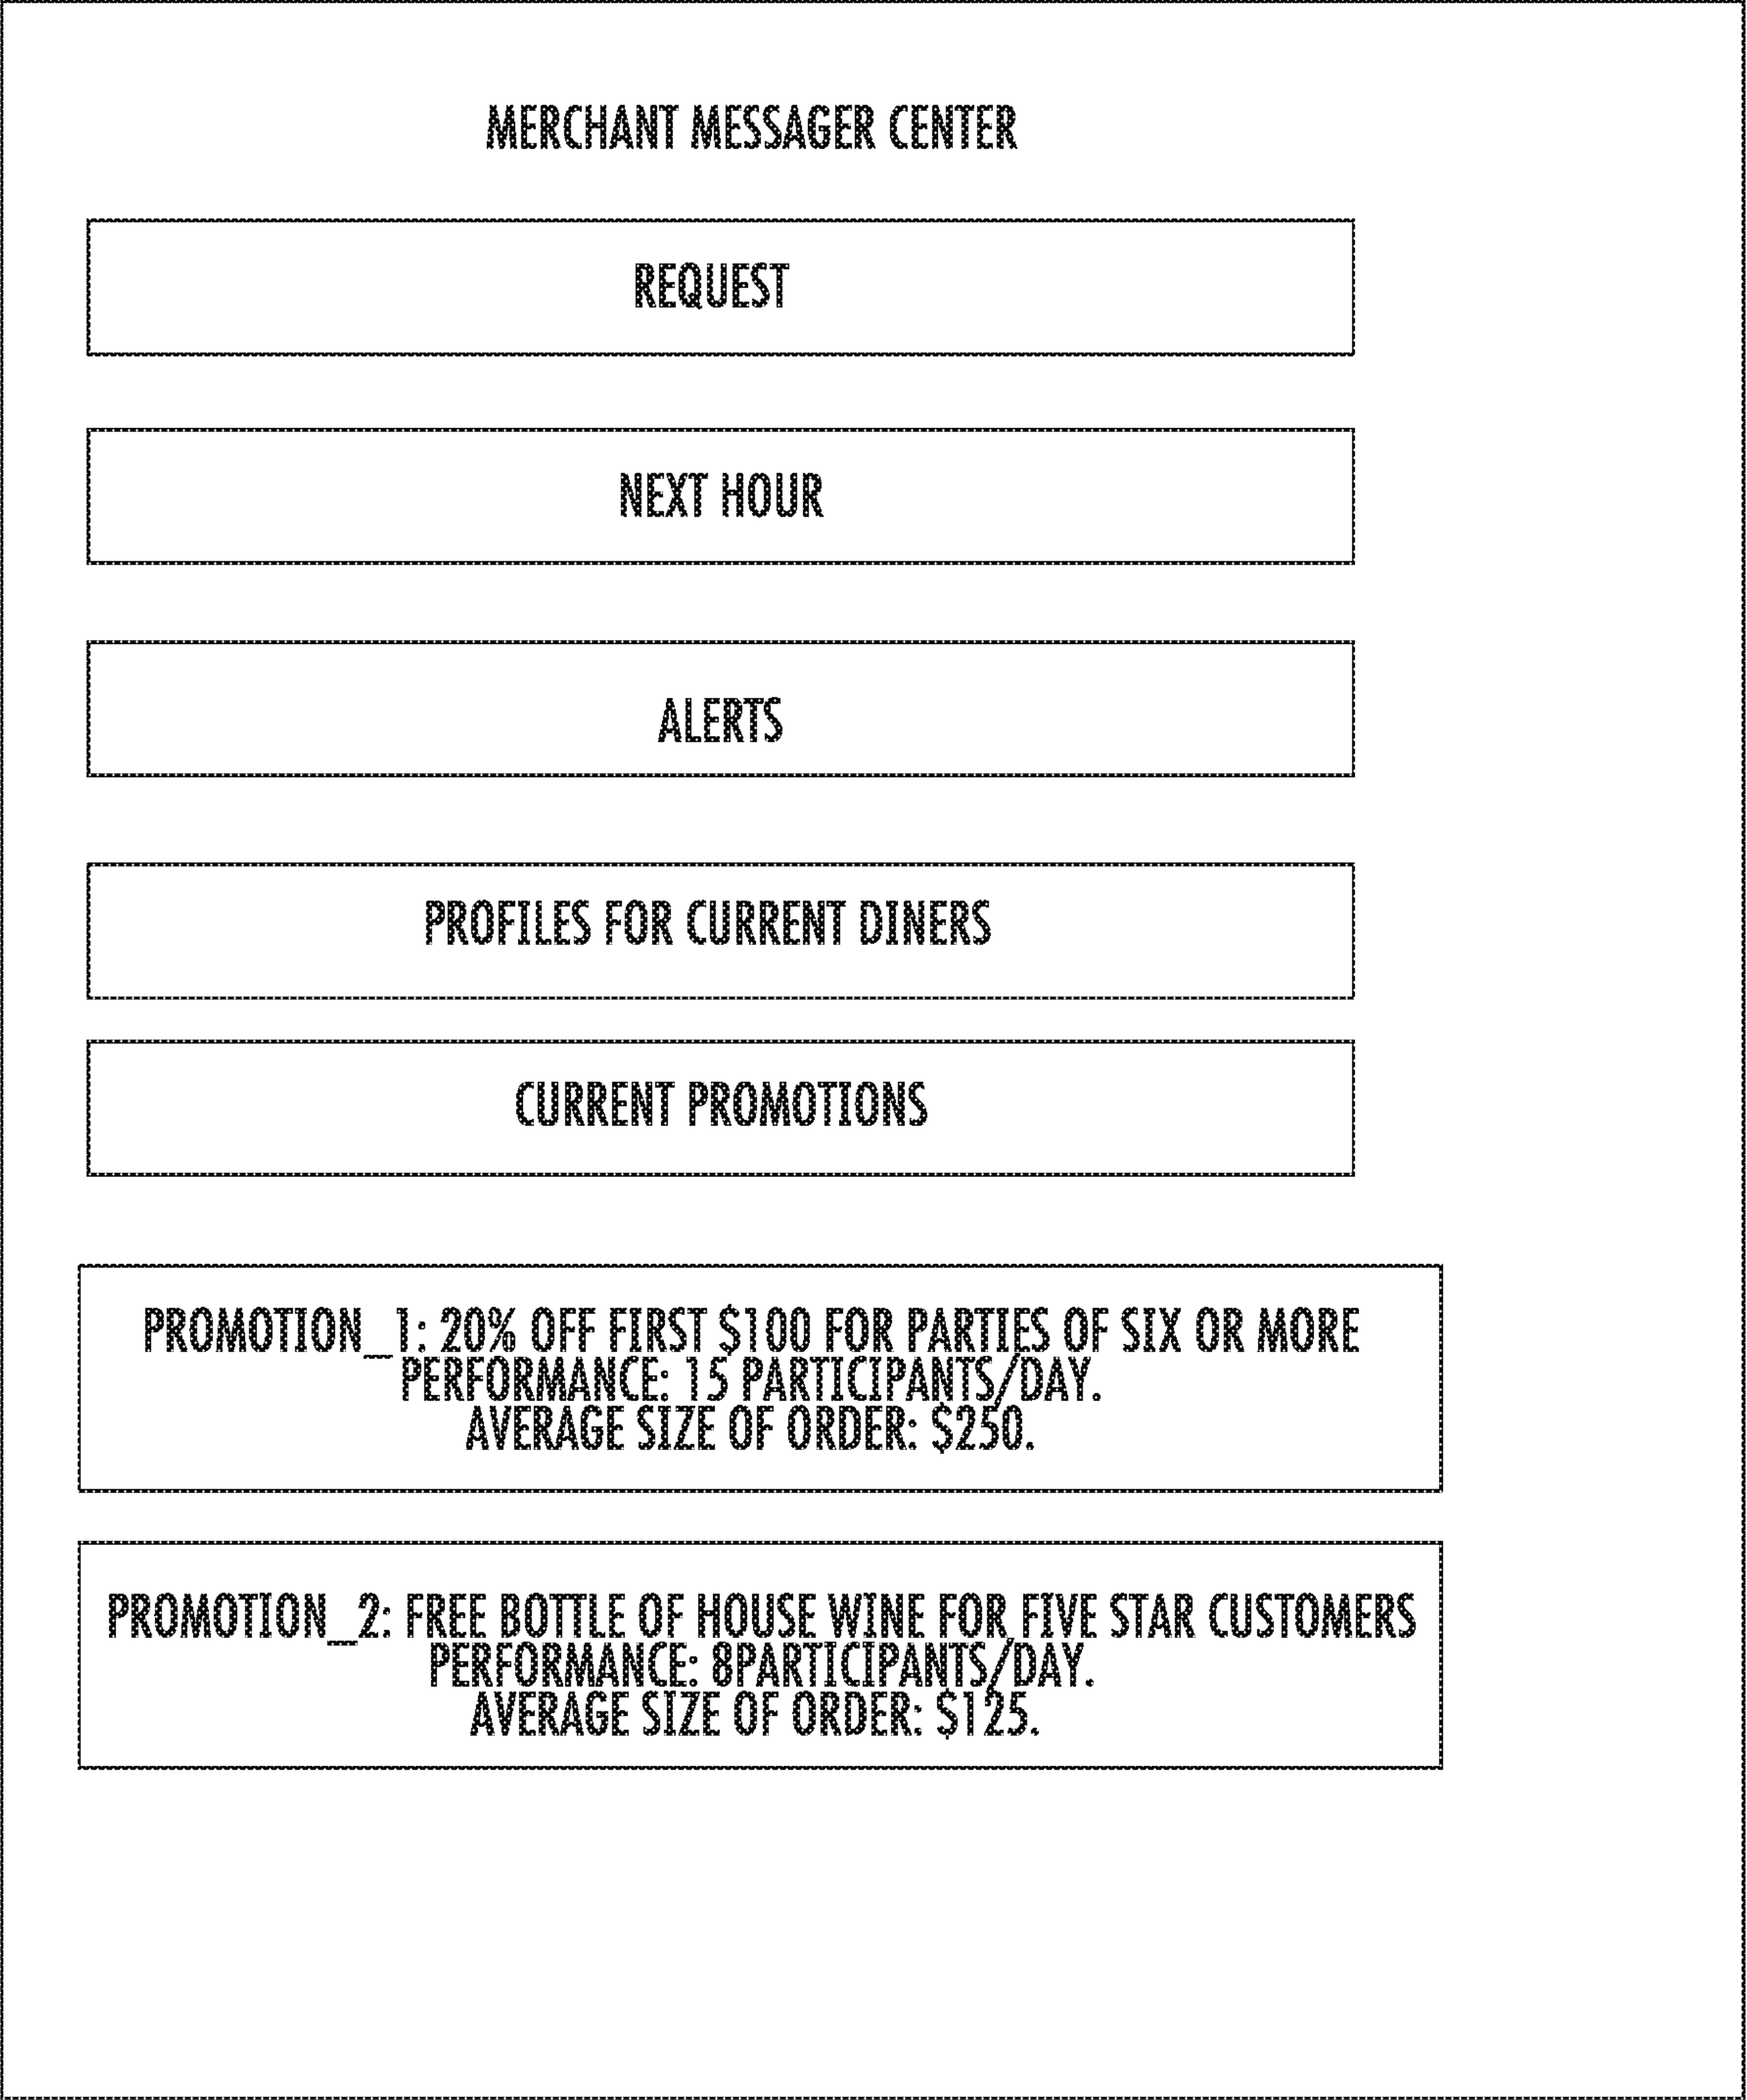 MERCHANT MESSAGER CENTER
REQUEST
NEXT HOUR
ALERTS
PROFILES FOR CURRENT DINERS
CURRENT PROMOTIONS
PROMOTION_1: 20% OFF FIRST $100 FOR PARTIES OF SIX OR MORE
PERFORMANCE: 15 PARTICIPANTS/DAY.
AVERAGE SIZE OF ORDER: $250.
PROMOTION_2: FREE BOTTLE OF HOUSE WINE FOR FIVE STAR CUSTOMERS
PERFORMANCE: 8PARTICIPANTS/DAY.
AVERAGE SIZE OF ORDER: $125.